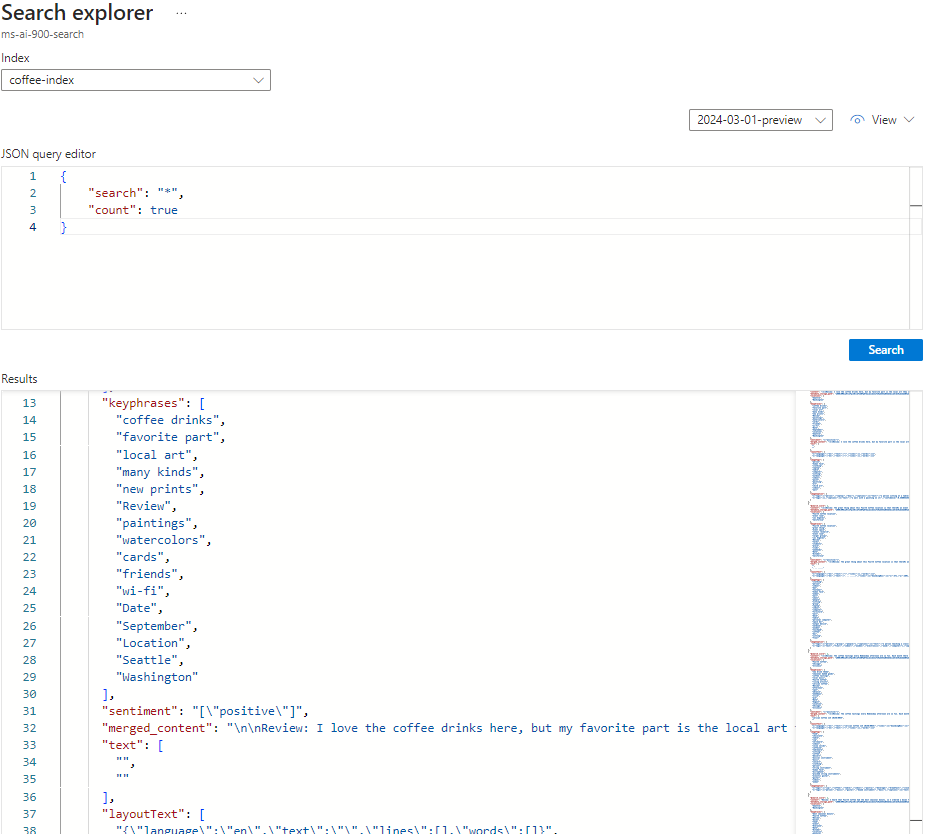 Search explorer ...
ms-ai-900-search
Index
coffee-index
2024-03-01-preview View
JSON query editor
1 {
2 "search": "*",
3 "count": true
4 }
Search
Results
13 "keyphrases": [
14 "coffee drinks",
15 "favorite part",
16 "local art",
17 "many kinds",
18 "new prints",
19 "Review",
20 "paintings",
21 "watercolors",
22 "cards",
23 "friends",
24 "wi-fi",
25 "Date",
26 "September",
27 "Location",
28 "Seattle",
29 "Washington"
30 ],
31 "sentiment": "[\"positive\"]",
32 "merged_content": "\n\nReview: I love the coffee drinks here, but my favorite part is the local art
33 "text": [
34 "",
35 ""
36 ],
37 "layoutText": [
38 "{\"language\":\"en\",\"text\":\"\",\"lines\":[],\"words\":[]}",